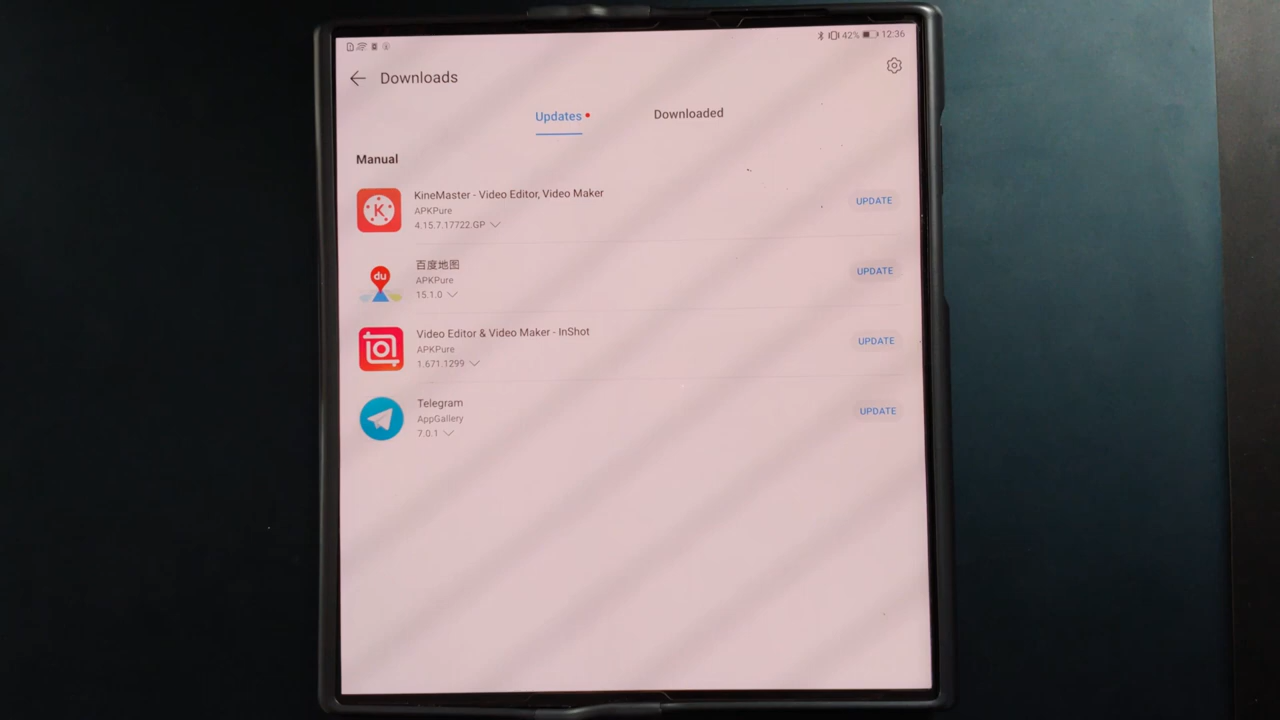 42% 12:36
Downloads
Updates Downloaded
Manual
KineMaster - Video Editor, Video Maker
APKPure
4.15.7.17722.GP
UPDATE
K
du
百度地图
APKPure
15.1.0
UPDATE
Video Editor & Video Maker - InShot
APKPure
1.671.1299
UPDATE
Telegram
AppGallery
7.0.1
UPDATE